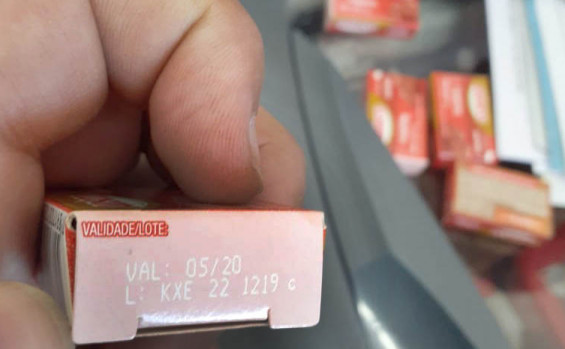 VALIDADE/LOTE:
VAL: 05/20
L: KXE 22 1219 c